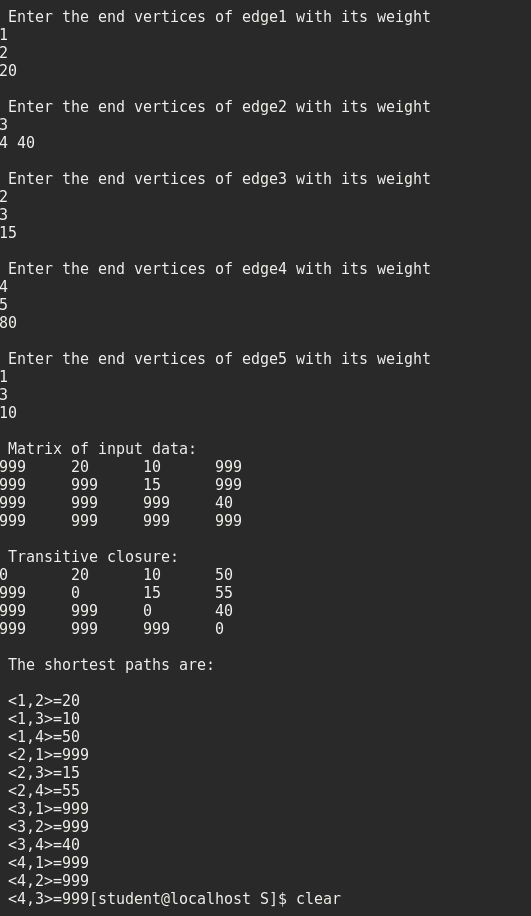 Enter the end vertices of edge1 with its weight
1
2
20
Enter the end vertices of edge2 with its weight
3
4 40
Enter the end vertices of edge3 with its weight
2
3
15
Enter the end vertices of edge4 with its weight
4
5
80
Enter the end vertices of edge5 with its weight
1
3
10
Matrix of input data:
999 20 10 999
999 999 15 999
999 999 999 40
999 999 999 999
Transitive closure:
0 20 10 50
999 0 15 55
999 999 0 40
999 999 999 0
The shortest paths are:
<1,2>=20
<1,3>=10
<1,4>=50
<2,1>=999
<2,3>=15
<2,4>=55
<3,1>=999
<3,2>=999
<3,4>=40
<4,1>=999
<4,2>=999
<4,3>=999[student@localhost S]$ clear